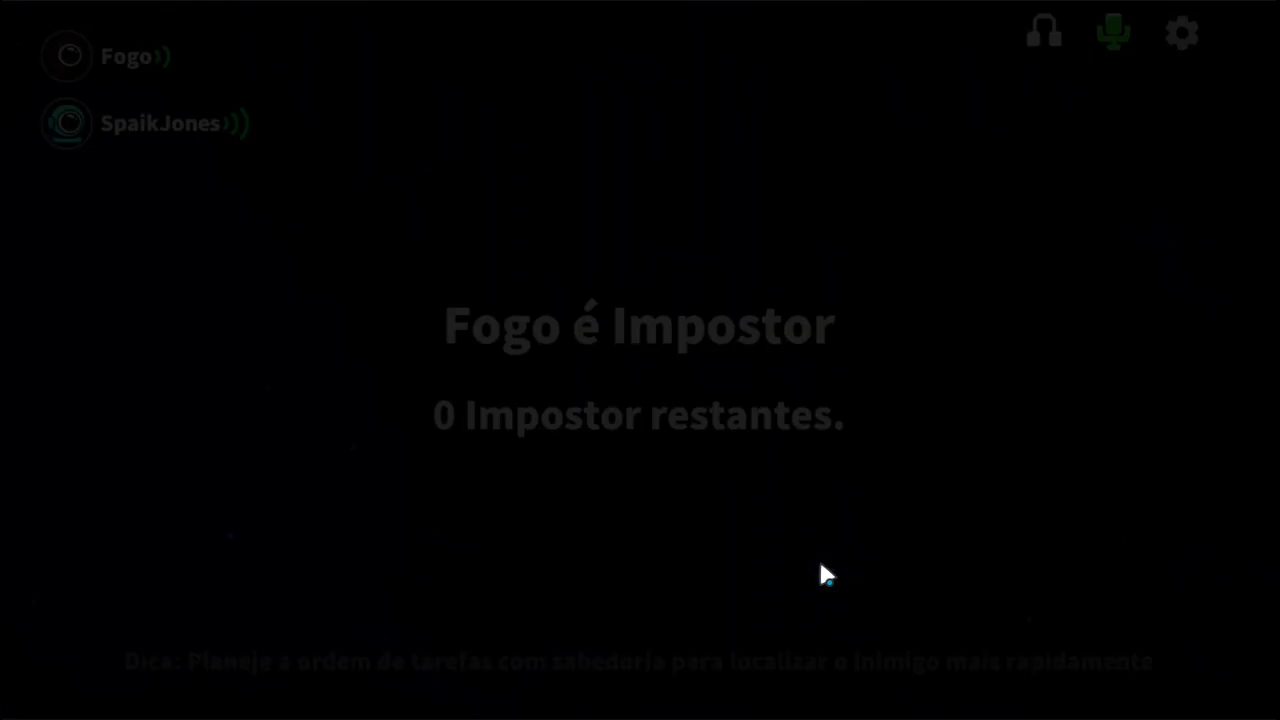 Fogo
SpaikJones
Fogo é Impostor
0 Impostor restantes.
Dica: Planeje a ordem de tarefas com sabedoria para localizar o inimigo mais rapidamente